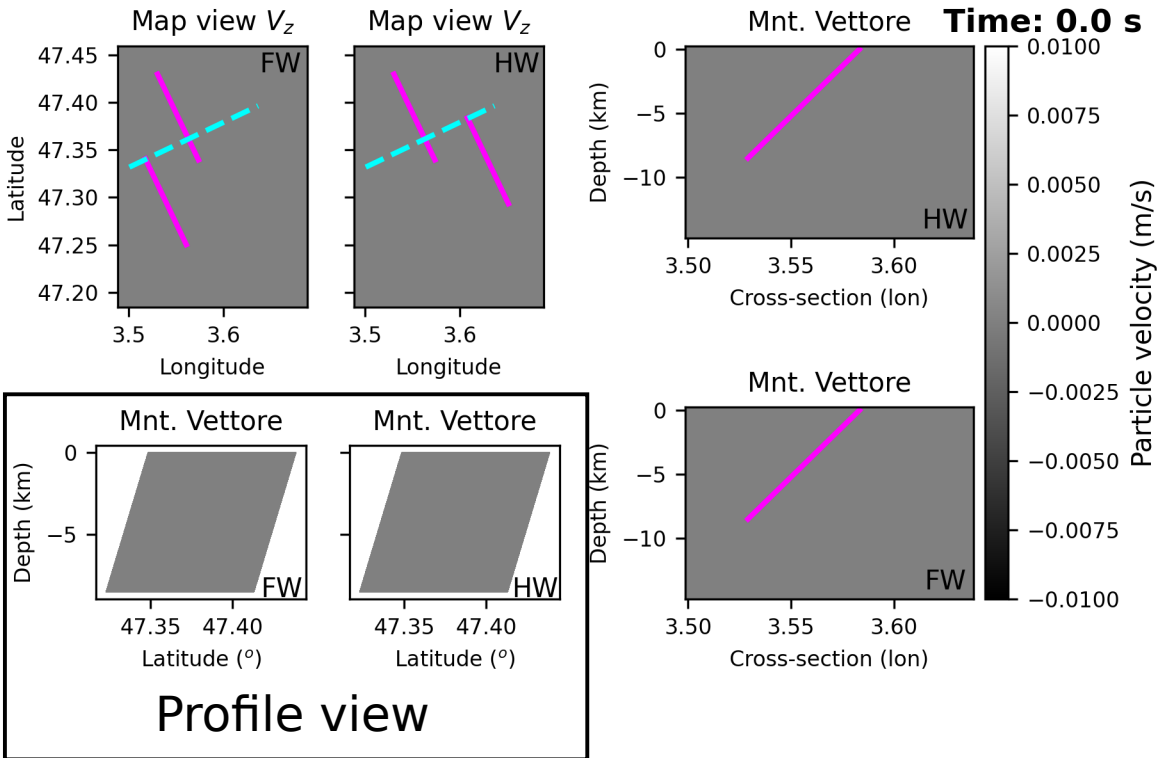 Map view Vz
Map view Vz
Mnt. Vettore
Time: 0.0 s
FW
HW
47.45
47.40
47.35
47.30
47.25
47.20
Latitude
3.5
3.6
Longitude
3.5
3.6
Longitude
0
−5
−10
Depth (km)
HW
3.50
3.55
3.60
Cross-section (lon)
0.0100
0.0075
0.0050
0.0025
0.0000
−0.0025
−0.0050
−0.0075
−0.0100
Particle velocity (m/s)
Mnt. Vettore
0
−5
−10
Depth (km)
FW
3.50
3.55
3.60
Cross-section (lon)
Mnt. Vettore
Mnt. Vettore
0
−5
Depth (km)
FW
HW
47.35
47.40
Latitude (o)
47.35
47.40
Latitude (o)
Profile view